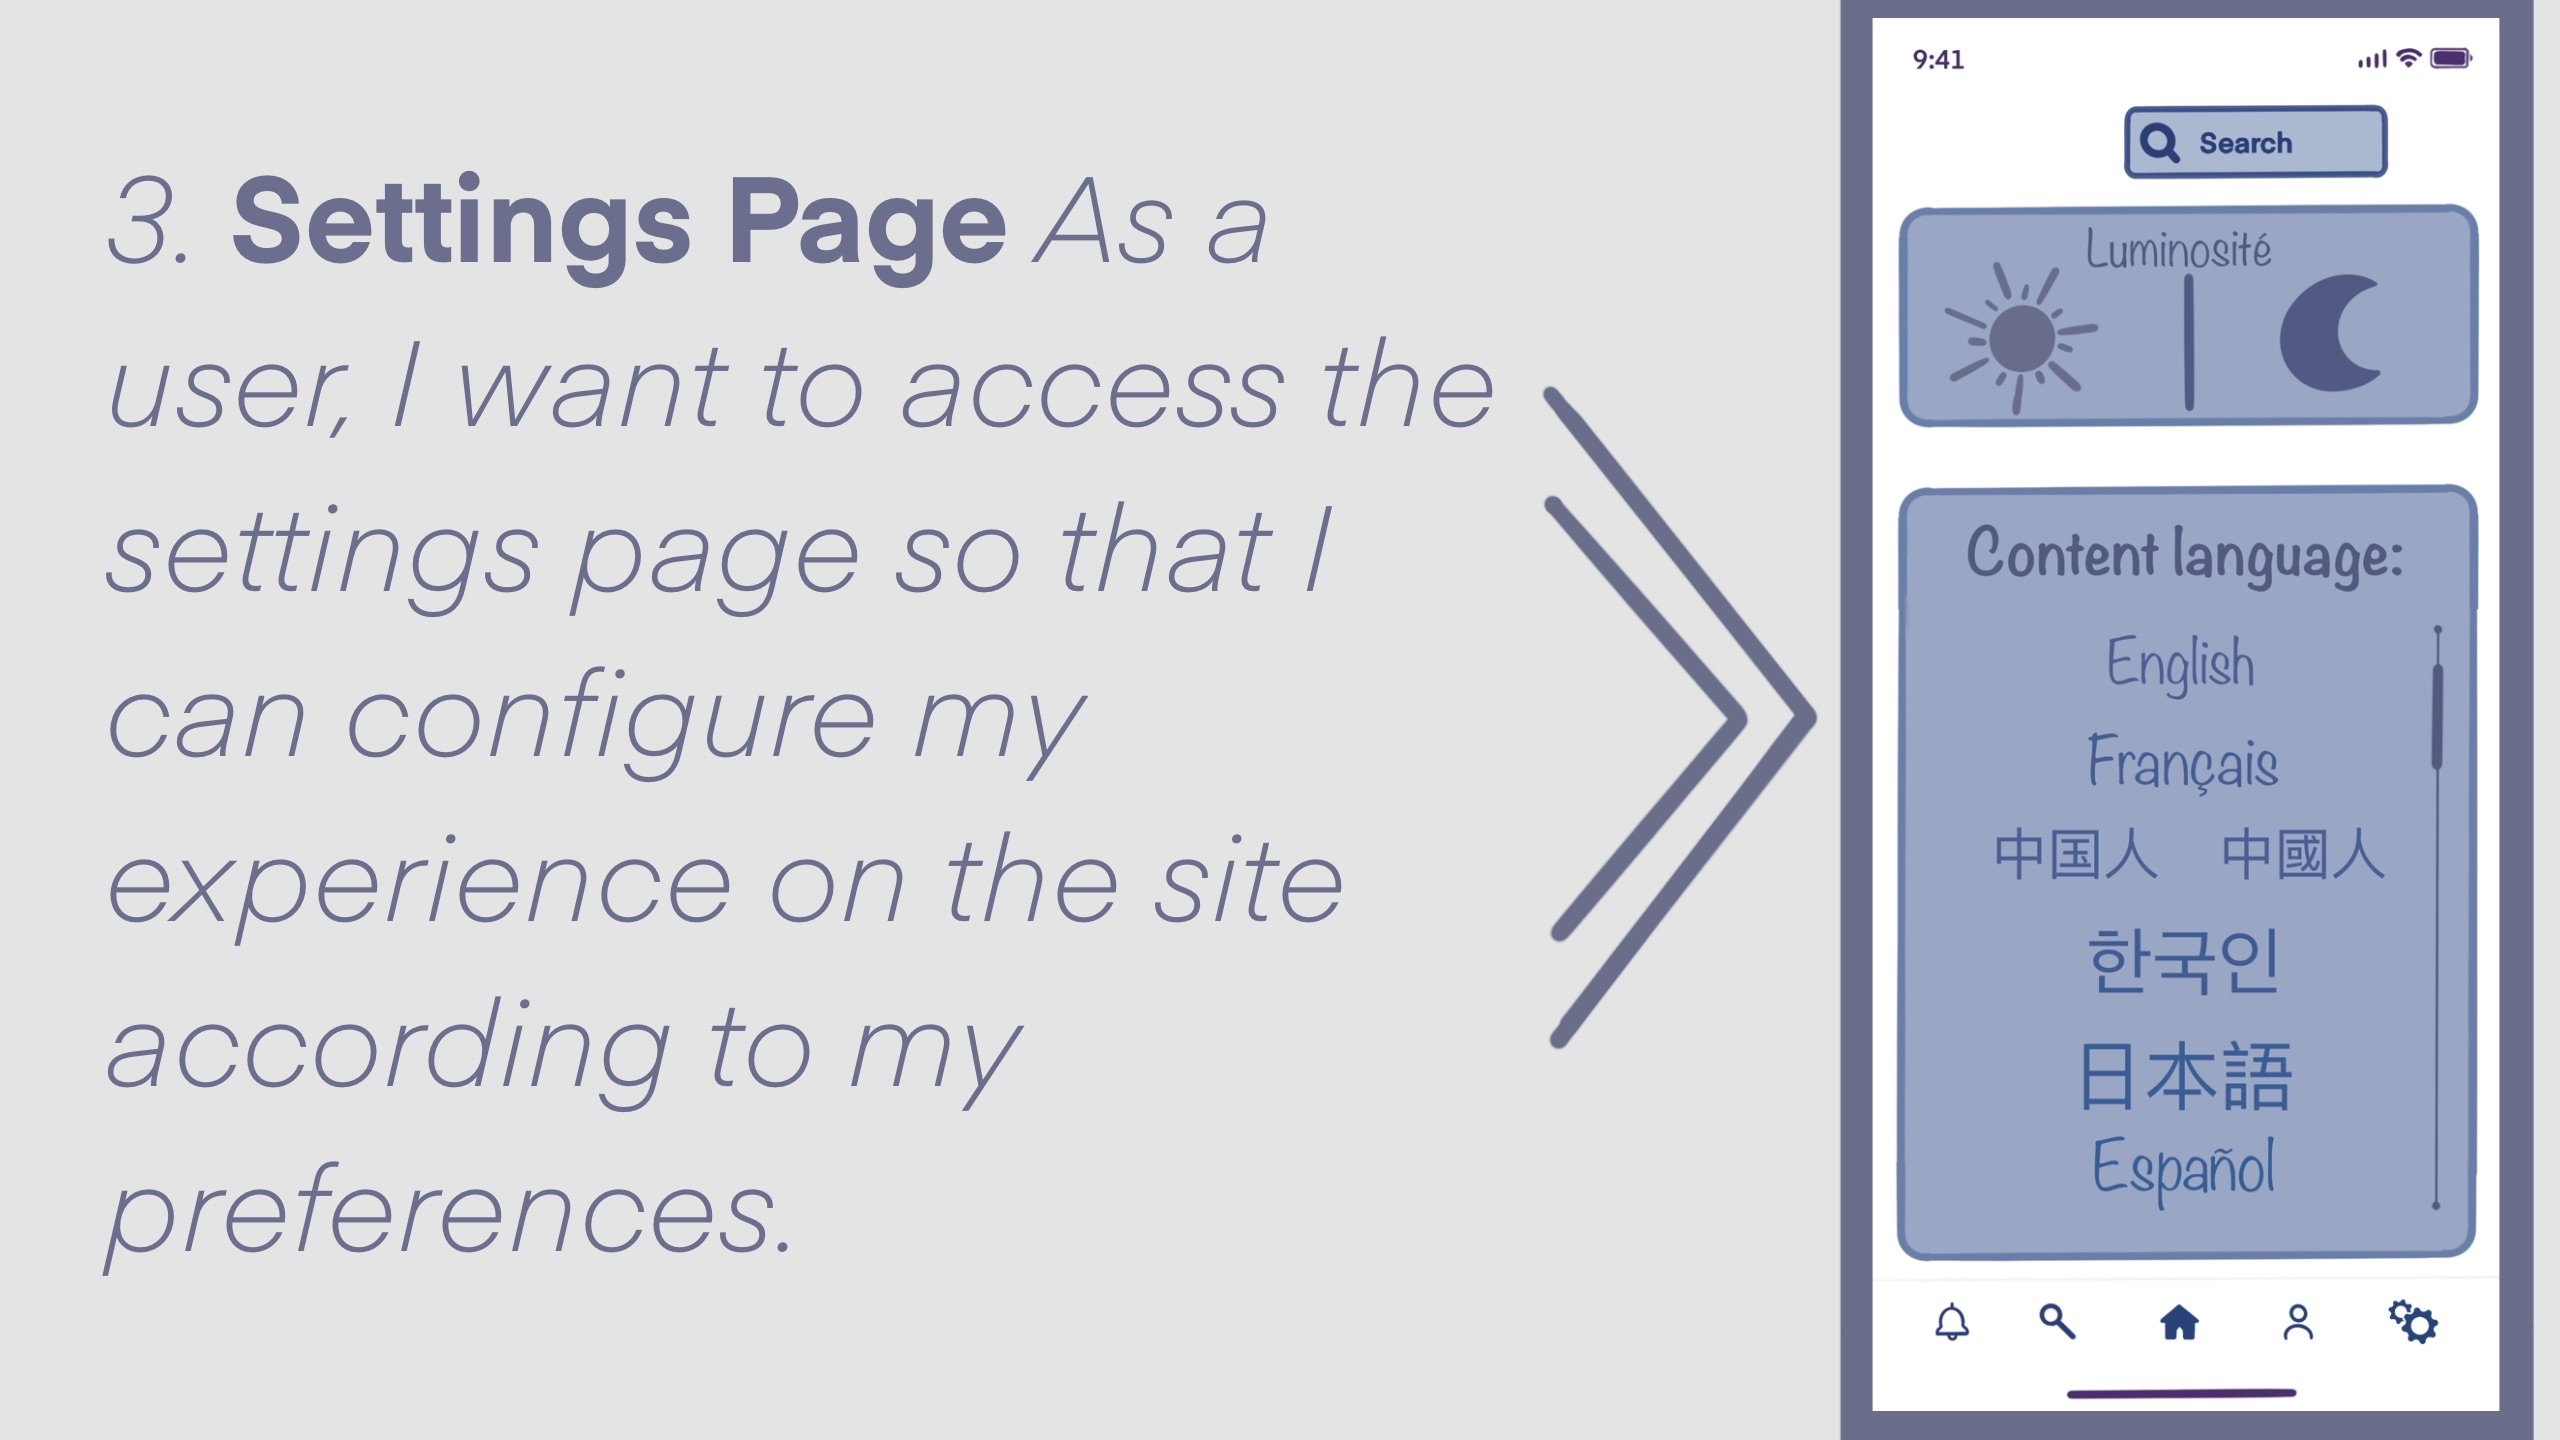 3. Settings Page As a
user, I want to access the
settings page so that I
can configure my
experience on the site
according to my
preferences.
9:41
Search
Luminosité
Content language:
English
Français
中国人 中國人
한국인
日本語
Español